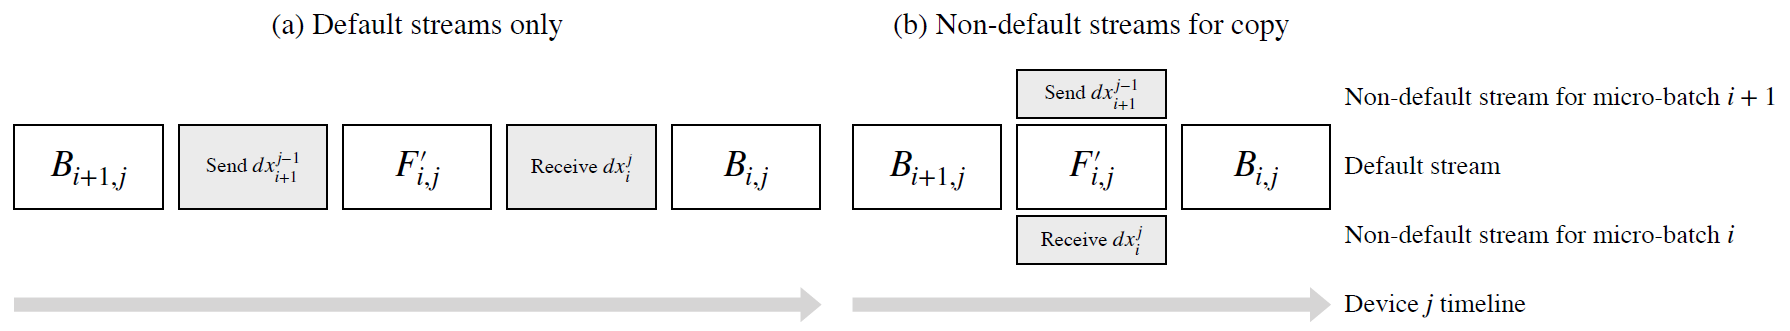 (a) Default streams only
(b) Non-default streams for copy
B_{i+1,j}
Send dx_{i+1}^{j-1}
F'_{i,j}
Receive dx_i^j
B_{i,j}
Send dx_{i+1}^{j-1}
B_{i+1,j}
F'_{i,j}
B_{i,j}
Receive dx_i^j
Non-default stream for micro-batch i + 1
Default stream
Non-default stream for micro-batch i
Device j timeline